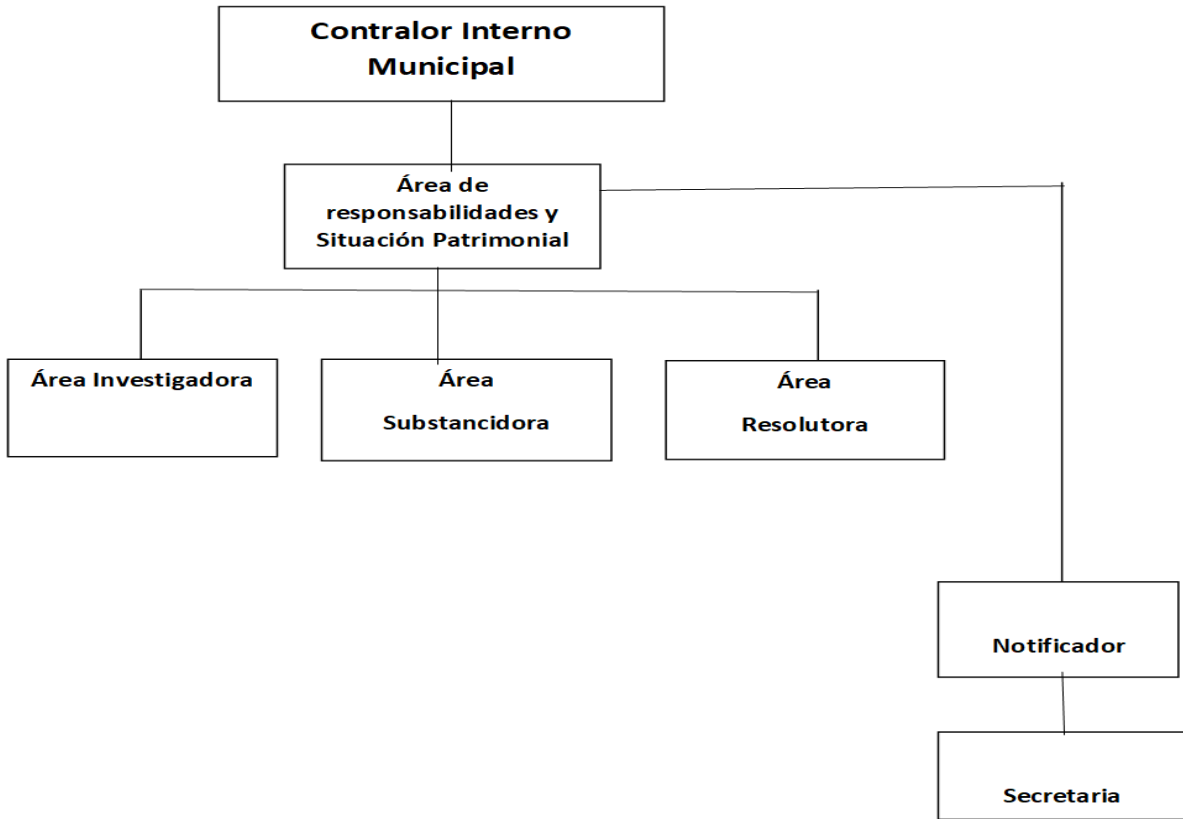 Contralor Interno
Municipal
Área de
responsabilidades y
Situación Patrimonial
Área Investigadora
Área
Substancidora
Área
Resolutora
Notificador
Secretaria